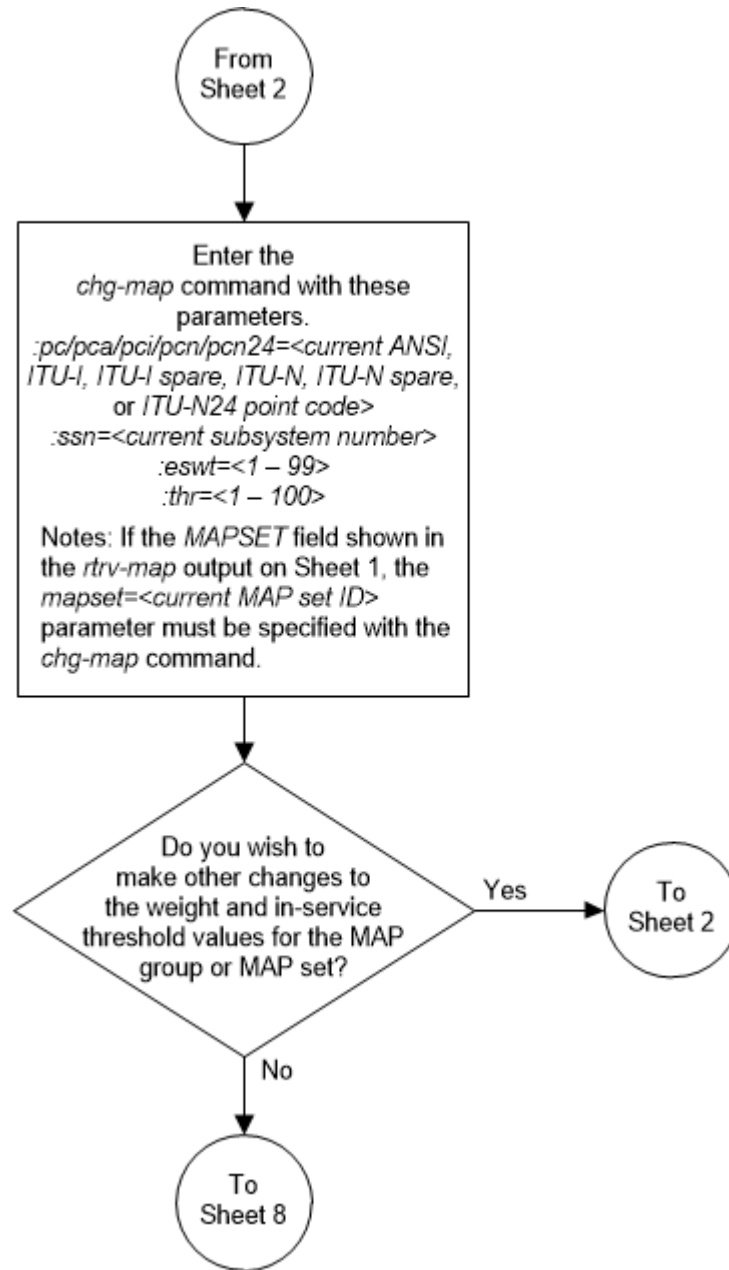 From
Sheet 2
Enter the
chg-map command with these
parameters.
:pc/pca/pci/pcn/pcn24=<current ANSI,
ITU-I, ITU-I spare, ITU-N, ITU-N spare,
or ITU-N24 point code>
:ssn=<current subsystem number>
:eswt=<1 – 99>
:thr=<1 – 100>
Notes: If the MAPSET field shown in
the rtrv-map output on Sheet 1, the
mapset=<current MAP set ID>
parameter must be specified with the
chg-map command.
Do you wish to
make other changes to
the weight and in-service
threshold values for the MAP
group or MAP set?
Yes
To
Sheet 2
No
To
Sheet 8